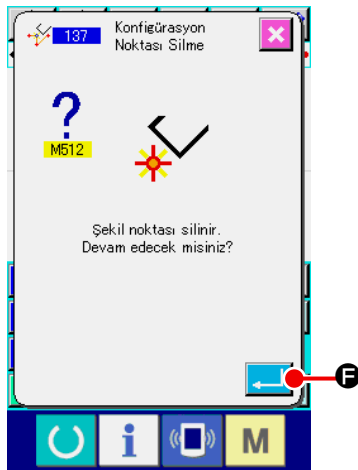 137
Konfigürasyon
Noktası Silme
?
M512
Şekil noktası silinir.
Devam edecek misiniz?
F
i
M